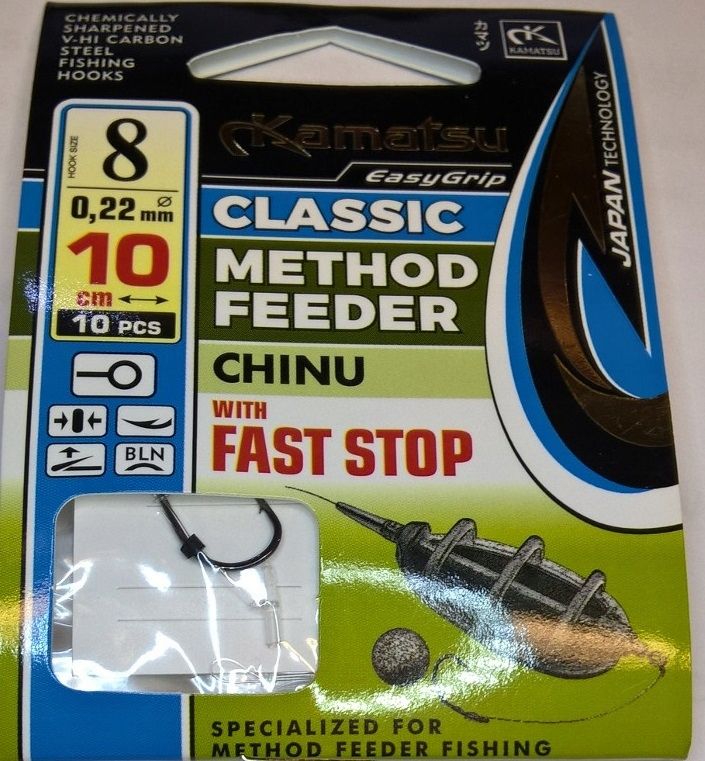 CHEMICALLY
SHARPENED
V-HI CARBON
STEEL
FISHING
HOOKS
カマツ
K
KAMATSU
JAPAN TECHNOLOGY
Kamatsu
EasyGrip
HOOK SIZE
8
0,22 mm Ø
10
cm
10 PCS
BLN
CLASSIC
METHOD
FEEDER
CHINU
WITH
FAST STOP
SPECIALIZED FOR
METHOD FEEDER FISHING